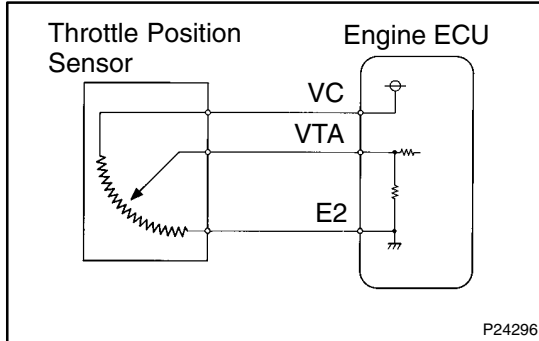 Throttle Position
Sensor
Engine ECU
VC
VTA
E2
P24296